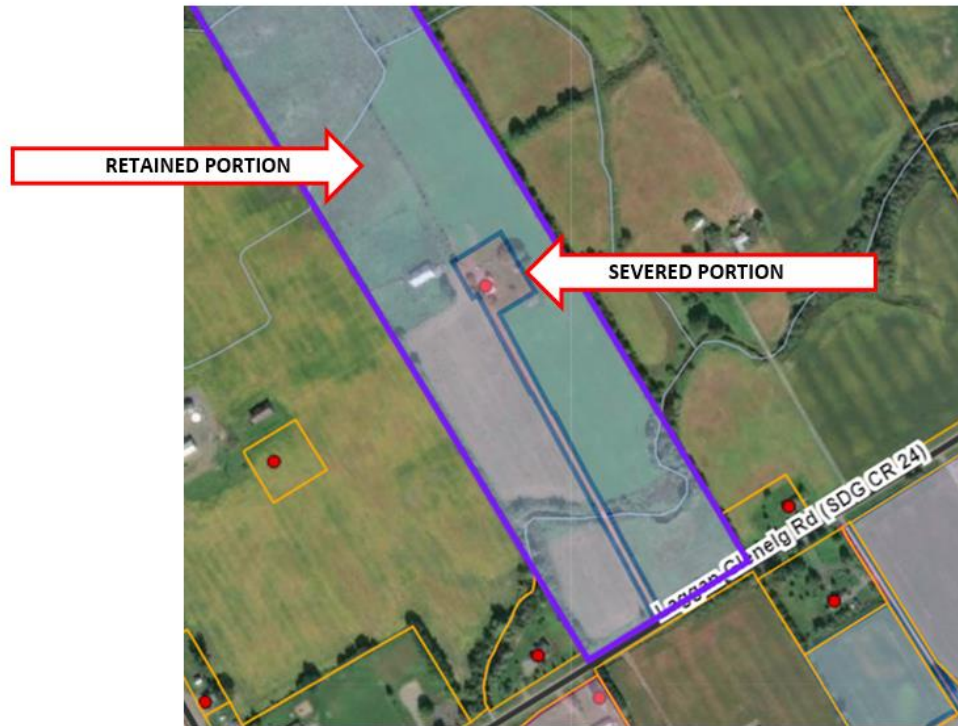 RETAINED PORTION
SEVERED PORTION
Laggan Glenelg Rd (SDG CR 24)